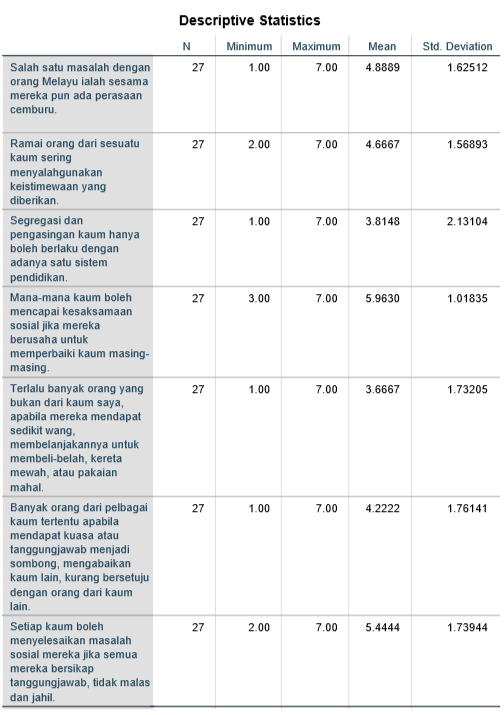 Descriptive Statistics
N Minimum Maximum Mean Std. Deviation
Salah satu masalah dengan 27 1.00 7.00 4.8889 1.62512
orang Melayu ialah sesama
mereka pun ada perasaan
cemburu.
Ramai orang dari sesuatu 27 2.00 7.00 4.6667 1.56893
kaum sering
menyalahgunakan
keistimewaan yang
diberikan.
Segregasi dan 27 1.00 7.00 3.8148 2.13104
pengasingan kaum hanya
boleh berlaku dengan
adanya satu sistem
pendidikan.
Mana-mana kaum boleh 27 3.00 7.00 5.9630 1.01835
mencapai kesaksamaan
sosial jika mereka
berusaha untuk
memperbaiki kaum masing-
masing.
Terlalu banyak orang yang 27 1.00 7.00 3.6667 1.73205
bukan dari kaum saya,
apabila mereka mendapat
sedikit wang,
membelanjakannya untuk
membeli-belah, kereta
mewah, atau pakaian
mahal.
Banyak orang dari pelbagai 27 1.00 7.00 4.2222 1.76141
kaum tertentu apabila
mendapat kuasa atau
tanggungjawab menjadi
sombong, mengabaikan
kaum lain, kurang bersetuju
dengan orang dari kaum
lain.
Setiap kaum boleh 27 2.00 7.00 5.4444 1.73944
menyelesaikan masalah
sosial mereka jika semua
mereka bersikap
tanggungjawab, tidak malas
dan jahil.